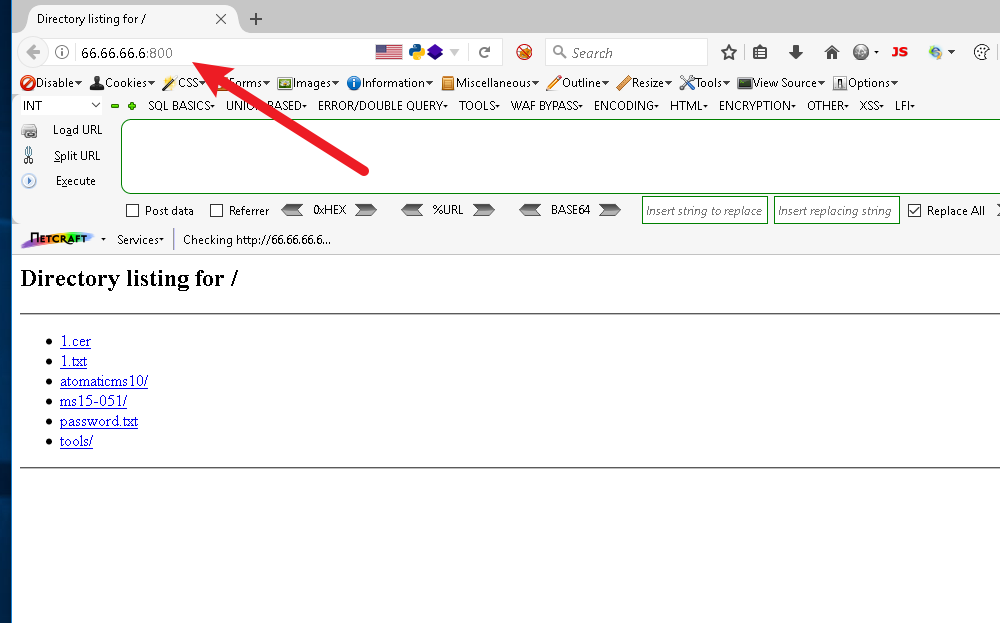 Directory listing for /
66.66.66.6:800 Search JS
Disable Cookies CSS Forms Images Information Miscellaneous Outline Resize Tools View Source Options
INT SQL BASICS UNION BASED ERROR/DOUBLE QUERY TOOLS WAF BYPASS ENCODING HTML ENCRYPTION OTHER XSS LFI
Load URL
Split URL
Execute
Post data Referrer 0xHEX %URL BASE64 Insert string to replace Insert replacing string Replace All
NETCRAFT Services Checking http://66.66.66.6...
Directory listing for /
1.cer
1.txt
atomaticms10/
ms15-051/
password.txt
tools/